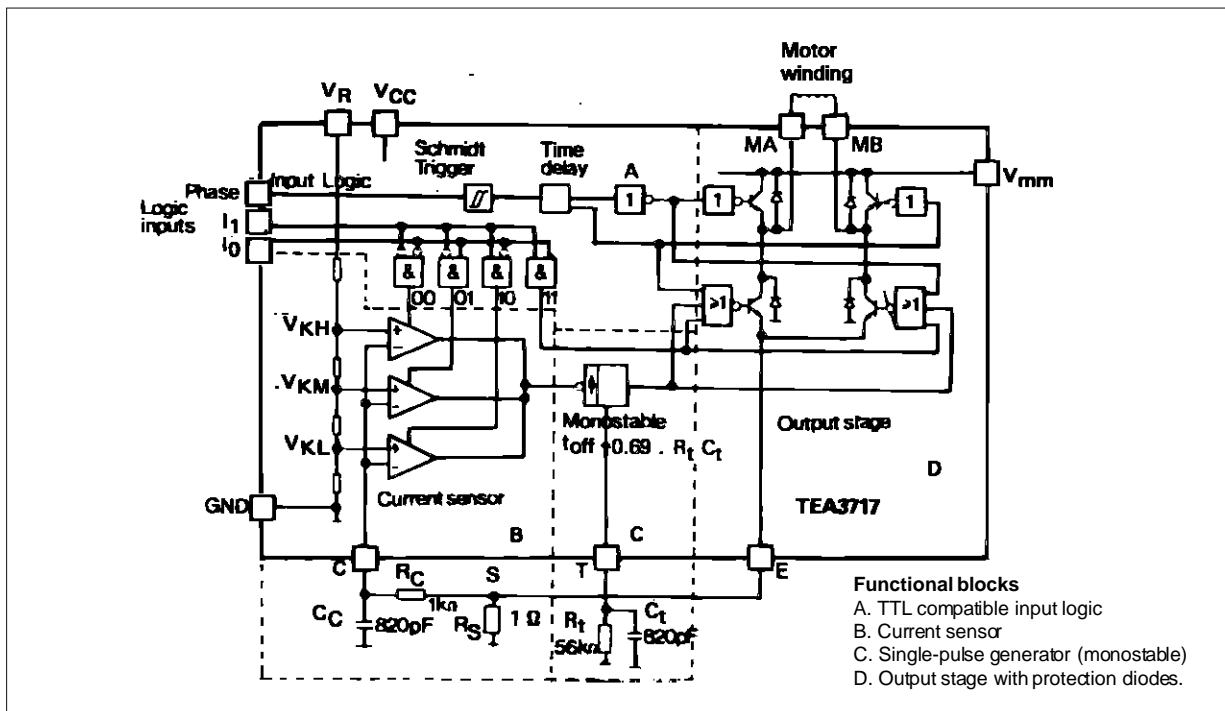 Motor
winding
VR
VCC
MA
MB
Vmm
Schmidt
Trigger
Time
delay
A
Phase
Input Logic
Logic
inputs
I1
I0
1
1
1
&
&
&
&
00
01
10
11
≥1
≥1
VKH
VKM
VKL
+
−
+
−
+
−
Monostable
toff 0.69 . Rt Ct
Output stage
Current sensor
GND
D
TEA3717
B
C
C
T
E
RC
1kΩ
S
CC
820pF
RS
1 Ω
Rt
56kΩ
Ct
820pF
Functional blocks
A. TTL compatible input logic
B. Current sensor
C. Single-pulse generator (monostable)
D. Output stage with protection diodes.